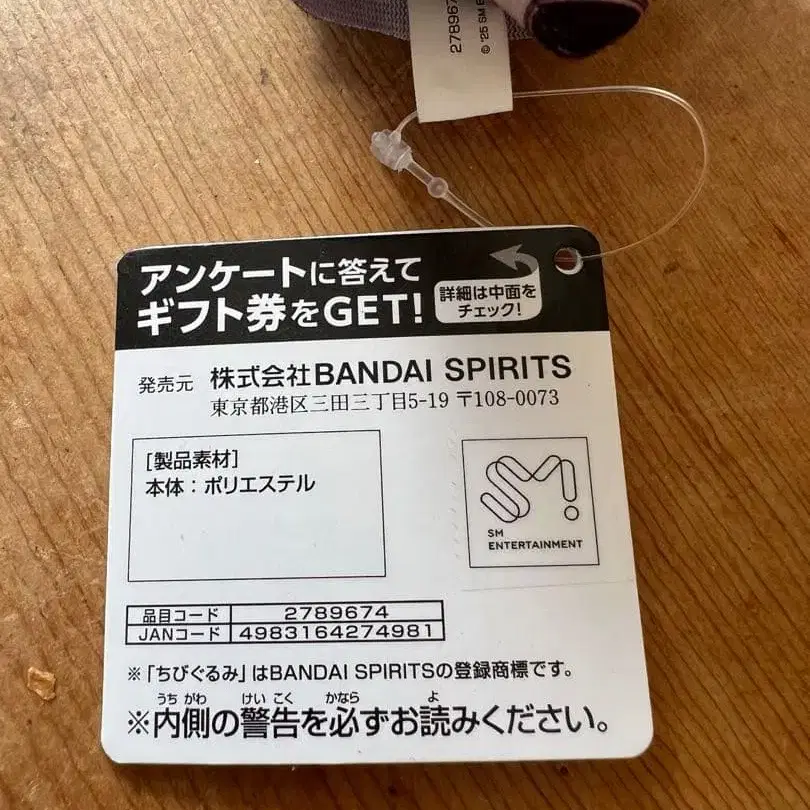 27896
© '25 SM E
アンケートに答えて
ギフト券をGET!
詳細は中面を
チェック!
発売元 株式会社BANDAI SPIRITS
東京都港区三田三丁目5-19 〒108-0073
[製品素材]
本体：ポリエステル
SM!
SM
ENTERTAINMENT
品目コード 2789674
JANコード 4983164274981
※「ちびぐるみ」はBANDAI SPIRITSの登録商標です。
うちがわ けいこく かなら よ
※内側の警告を必ずお読みください。